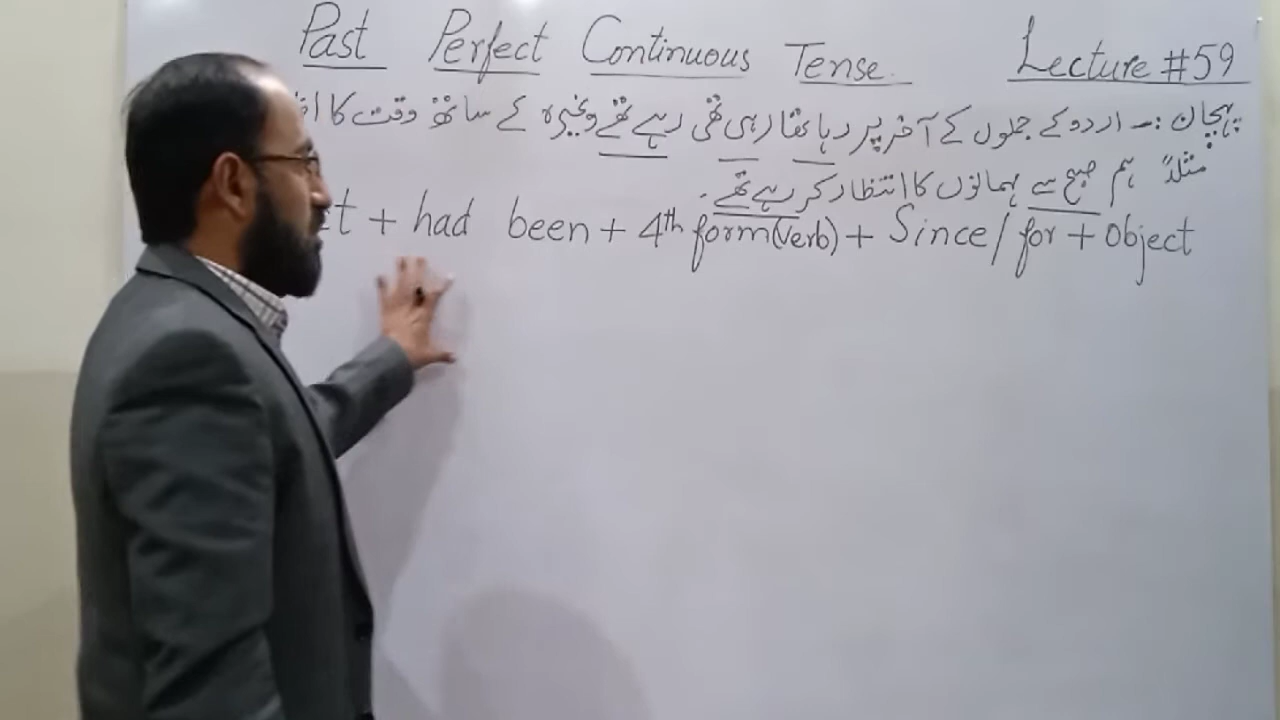 Past Perfect Continuous Tense. Lecture #59
پہچان :۔ اردو کے جملوں کے آخر پر رہا تھا، رہی تھی، رہے تھے وغیرہ کے ساتھ وقت کا
مثلاً ہم صبح سے مہمانوں کا انتظار کر رہے تھے۔
t + had been + 4th form(Verb) + Since/for + Object